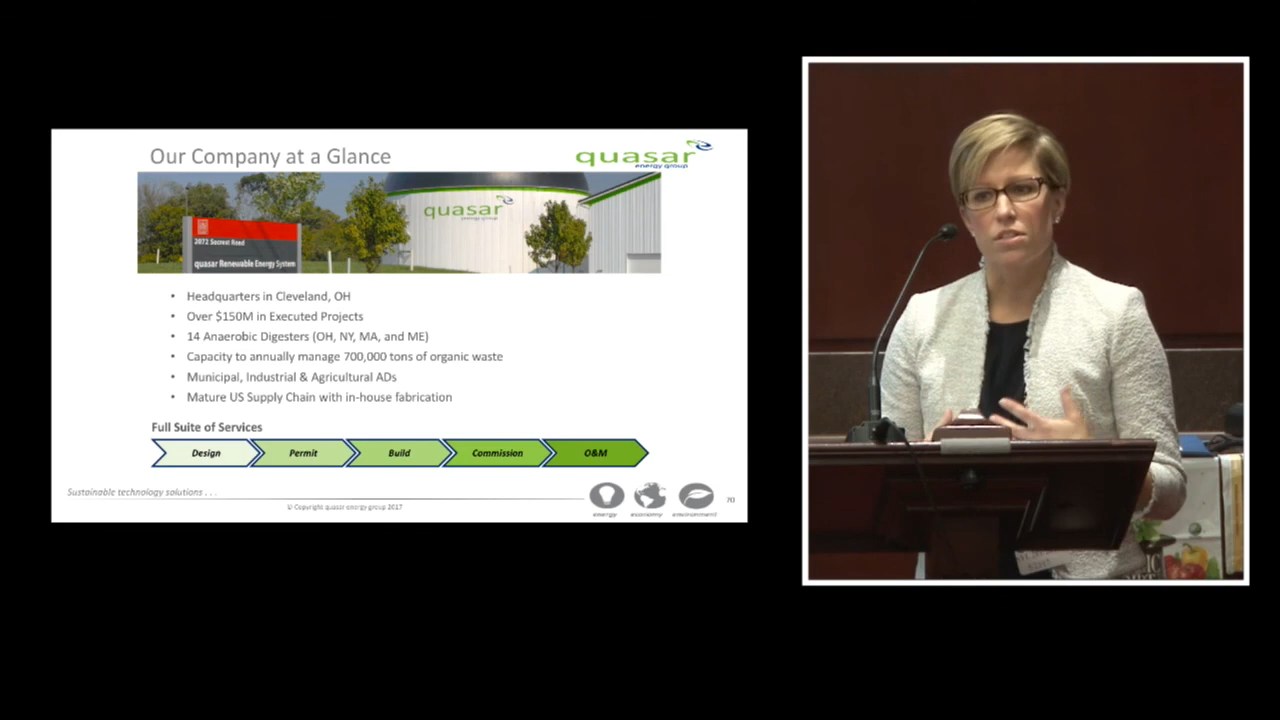 Our Company at a Glance
quasar
energy group
quasar
energy group
2072 Secrest Road
quasar Renewable Energy System
• Headquarters in Cleveland, OH
• Over $150M in Executed Projects
• 14 Anaerobic Digesters (OH, NY, MA, and ME)
• Capacity to annually manage 700,000 tons of organic waste
• Municipal, Industrial & Agricultural ADs
• Mature US Supply Chain with in-house fabrication
Full Suite of Services
Design
Permit
Build
Commission
O&M
Sustainable technology solutions . . .
© Copyright quasar energy group 2017
energy
economy
environment